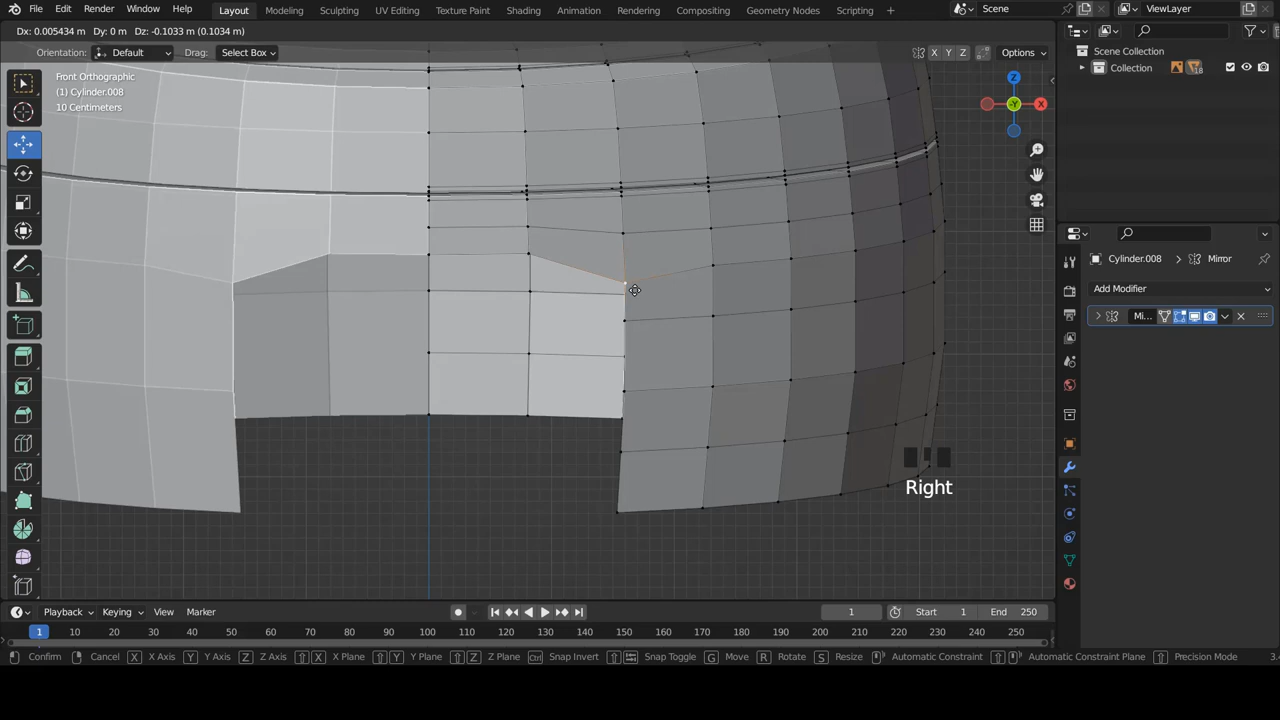 File Edit Render Window Help Layout Modeling Sculpting UV Editing Texture Paint Shading Animation Rendering Compositing Geometry Nodes Scripting + Scene ViewLayer
Dx: 0.005434 m Dy: 0 m Dz: -0.1033 m (0.1034 m)
Orientation: Default Drag: Select Box X Y Z Options
Scene Collection
Collection 18
Front Orthographic
(1) Cylinder.008
10 Centimeters
Z
-Y X
Cylinder.008 > Mirror
Add Modifier
Mi...
Right
Playback Keying View Marker 1 Start 1 End 250
1 10 20 30 40 50 60 70 80 90 100 110 120 130 140 150 160 170 180 190 200 210 220 230 240 250
Confirm Cancel X X Axis Y Y Axis Z Z Axis X X Plane Y Y Plane Z Z Plane Ctrl Snap Invert Snap Toggle G Move R Rotate S Resize Automatic Constraint Automatic Constraint Plane Precision Mode 3.4